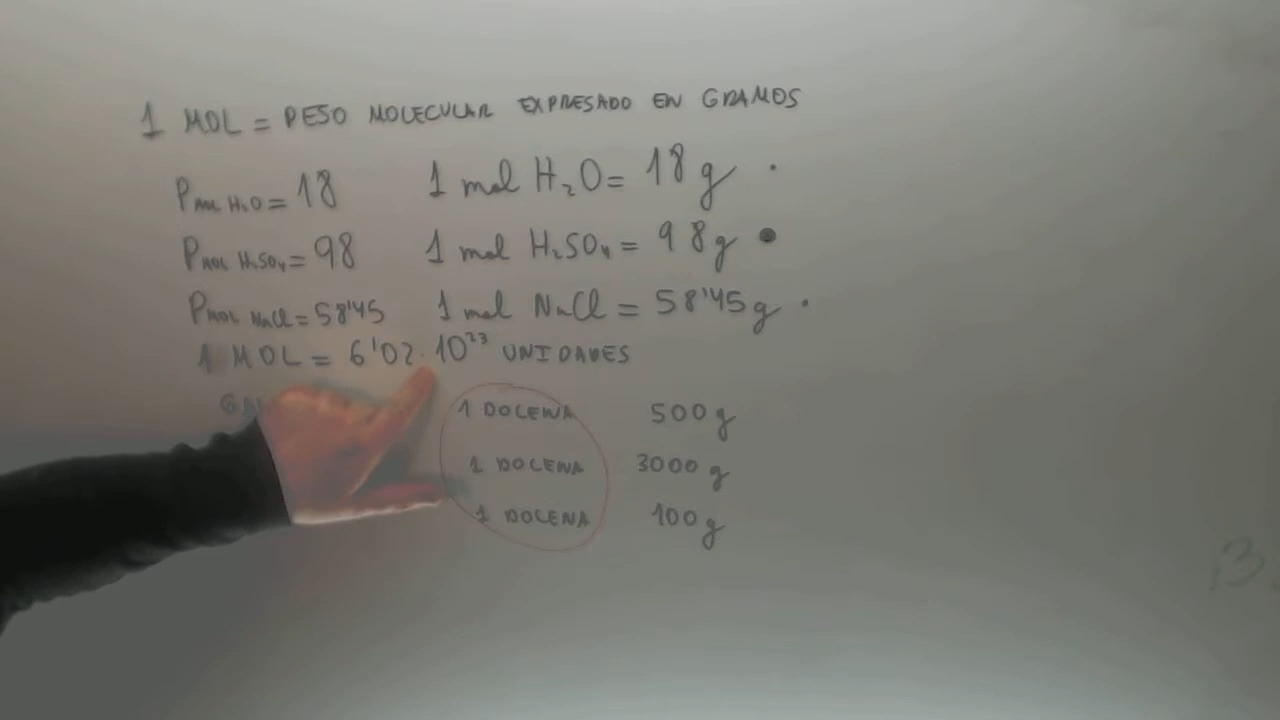 1 MOL = PESO MOLECULAR EXPRESADO EN GRAMOS
PMOL H₂O = 18 1 mol H₂O = 18 g .
PMOL H₂SO₄ = 98 1 mol H₂SO₄ = 98 g
PMOL NaCl = 58'45 1 mol NaCl = 58'45 g .
1 MOL = 6'02 · 10²³ UNIDADES
1 DOCENA 500 g
1 DOCENA 3000 g
1 DOCENA 100 g
13